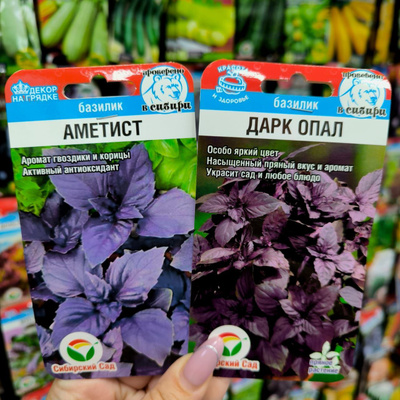 ДЕКОР
НА ГРЯДКЕ
проверено
в сибири
базилик
АМЕТИСТ
Аромат гвоздики и корицы
Активный антиоксидант
Сибирский Сад
КРАСОТА
И ЗДОРОВЬЕ
проверено
в сибири
базилик
ДАРК ОПАЛ
Особо яркий цвет
Насыщенный пряный вкус и аромат
Украсит сад и любое блюдо
Сибирский Сад
растение